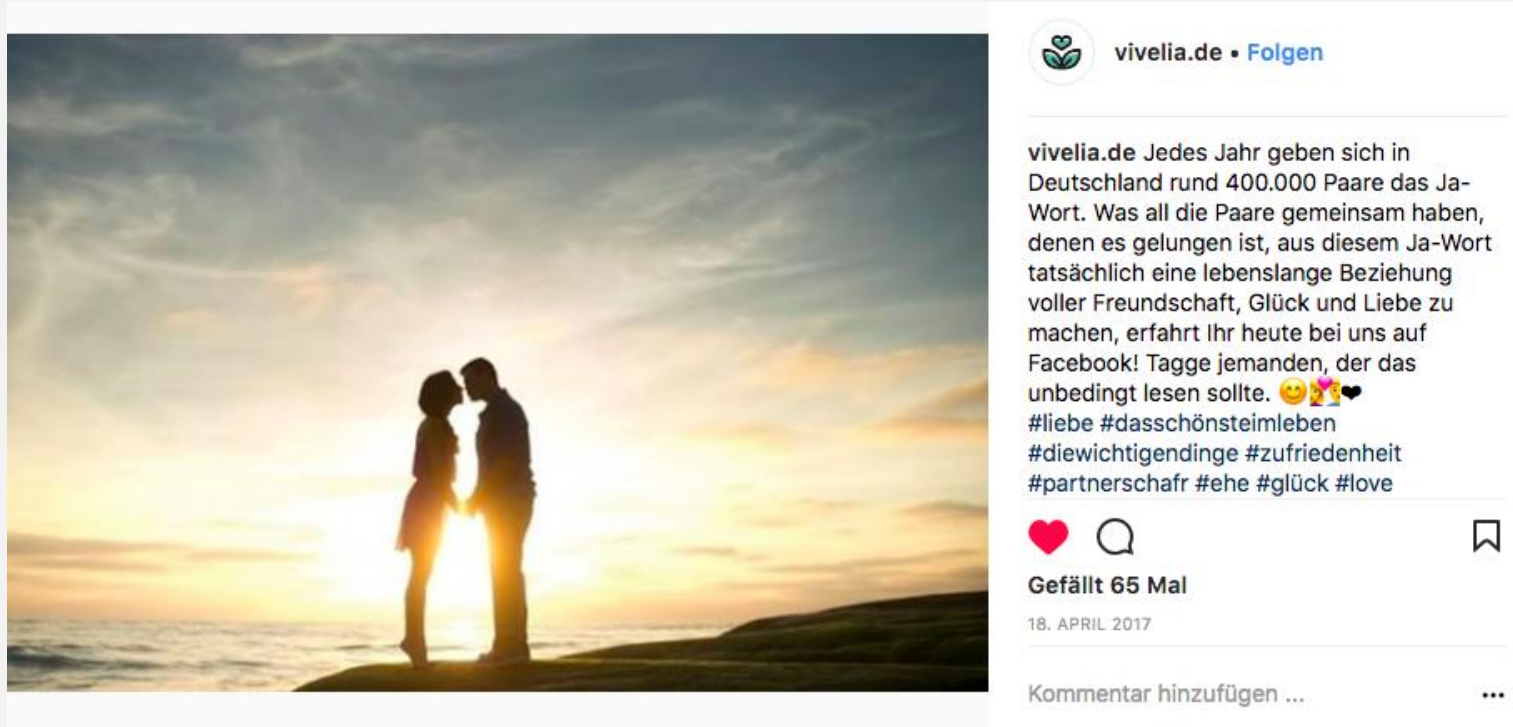 vivelia.de • Folgen
vivelia.de Jedes Jahr geben sich in
Deutschland rund 400.000 Paare das Ja-
Wort. Was all die Paare gemeinsam haben,
denen es gelungen ist, aus diesem Ja-Wort
tatsächlich eine lebenslange Beziehung
voller Freundschaft, Glück und Liebe zu
machen, erfahrt Ihr heute bei uns auf
Facebook! Tagge jemanden, der das
unbedingt lesen sollte. 😊💏❤
#liebe #dasschönsteimleben
#diewichtigendinge #zufriedenheit
#partnerschafr #ehe #glück #love
Gefällt 65 Mal
18. APRIL 2017
Kommentar hinzufügen ...